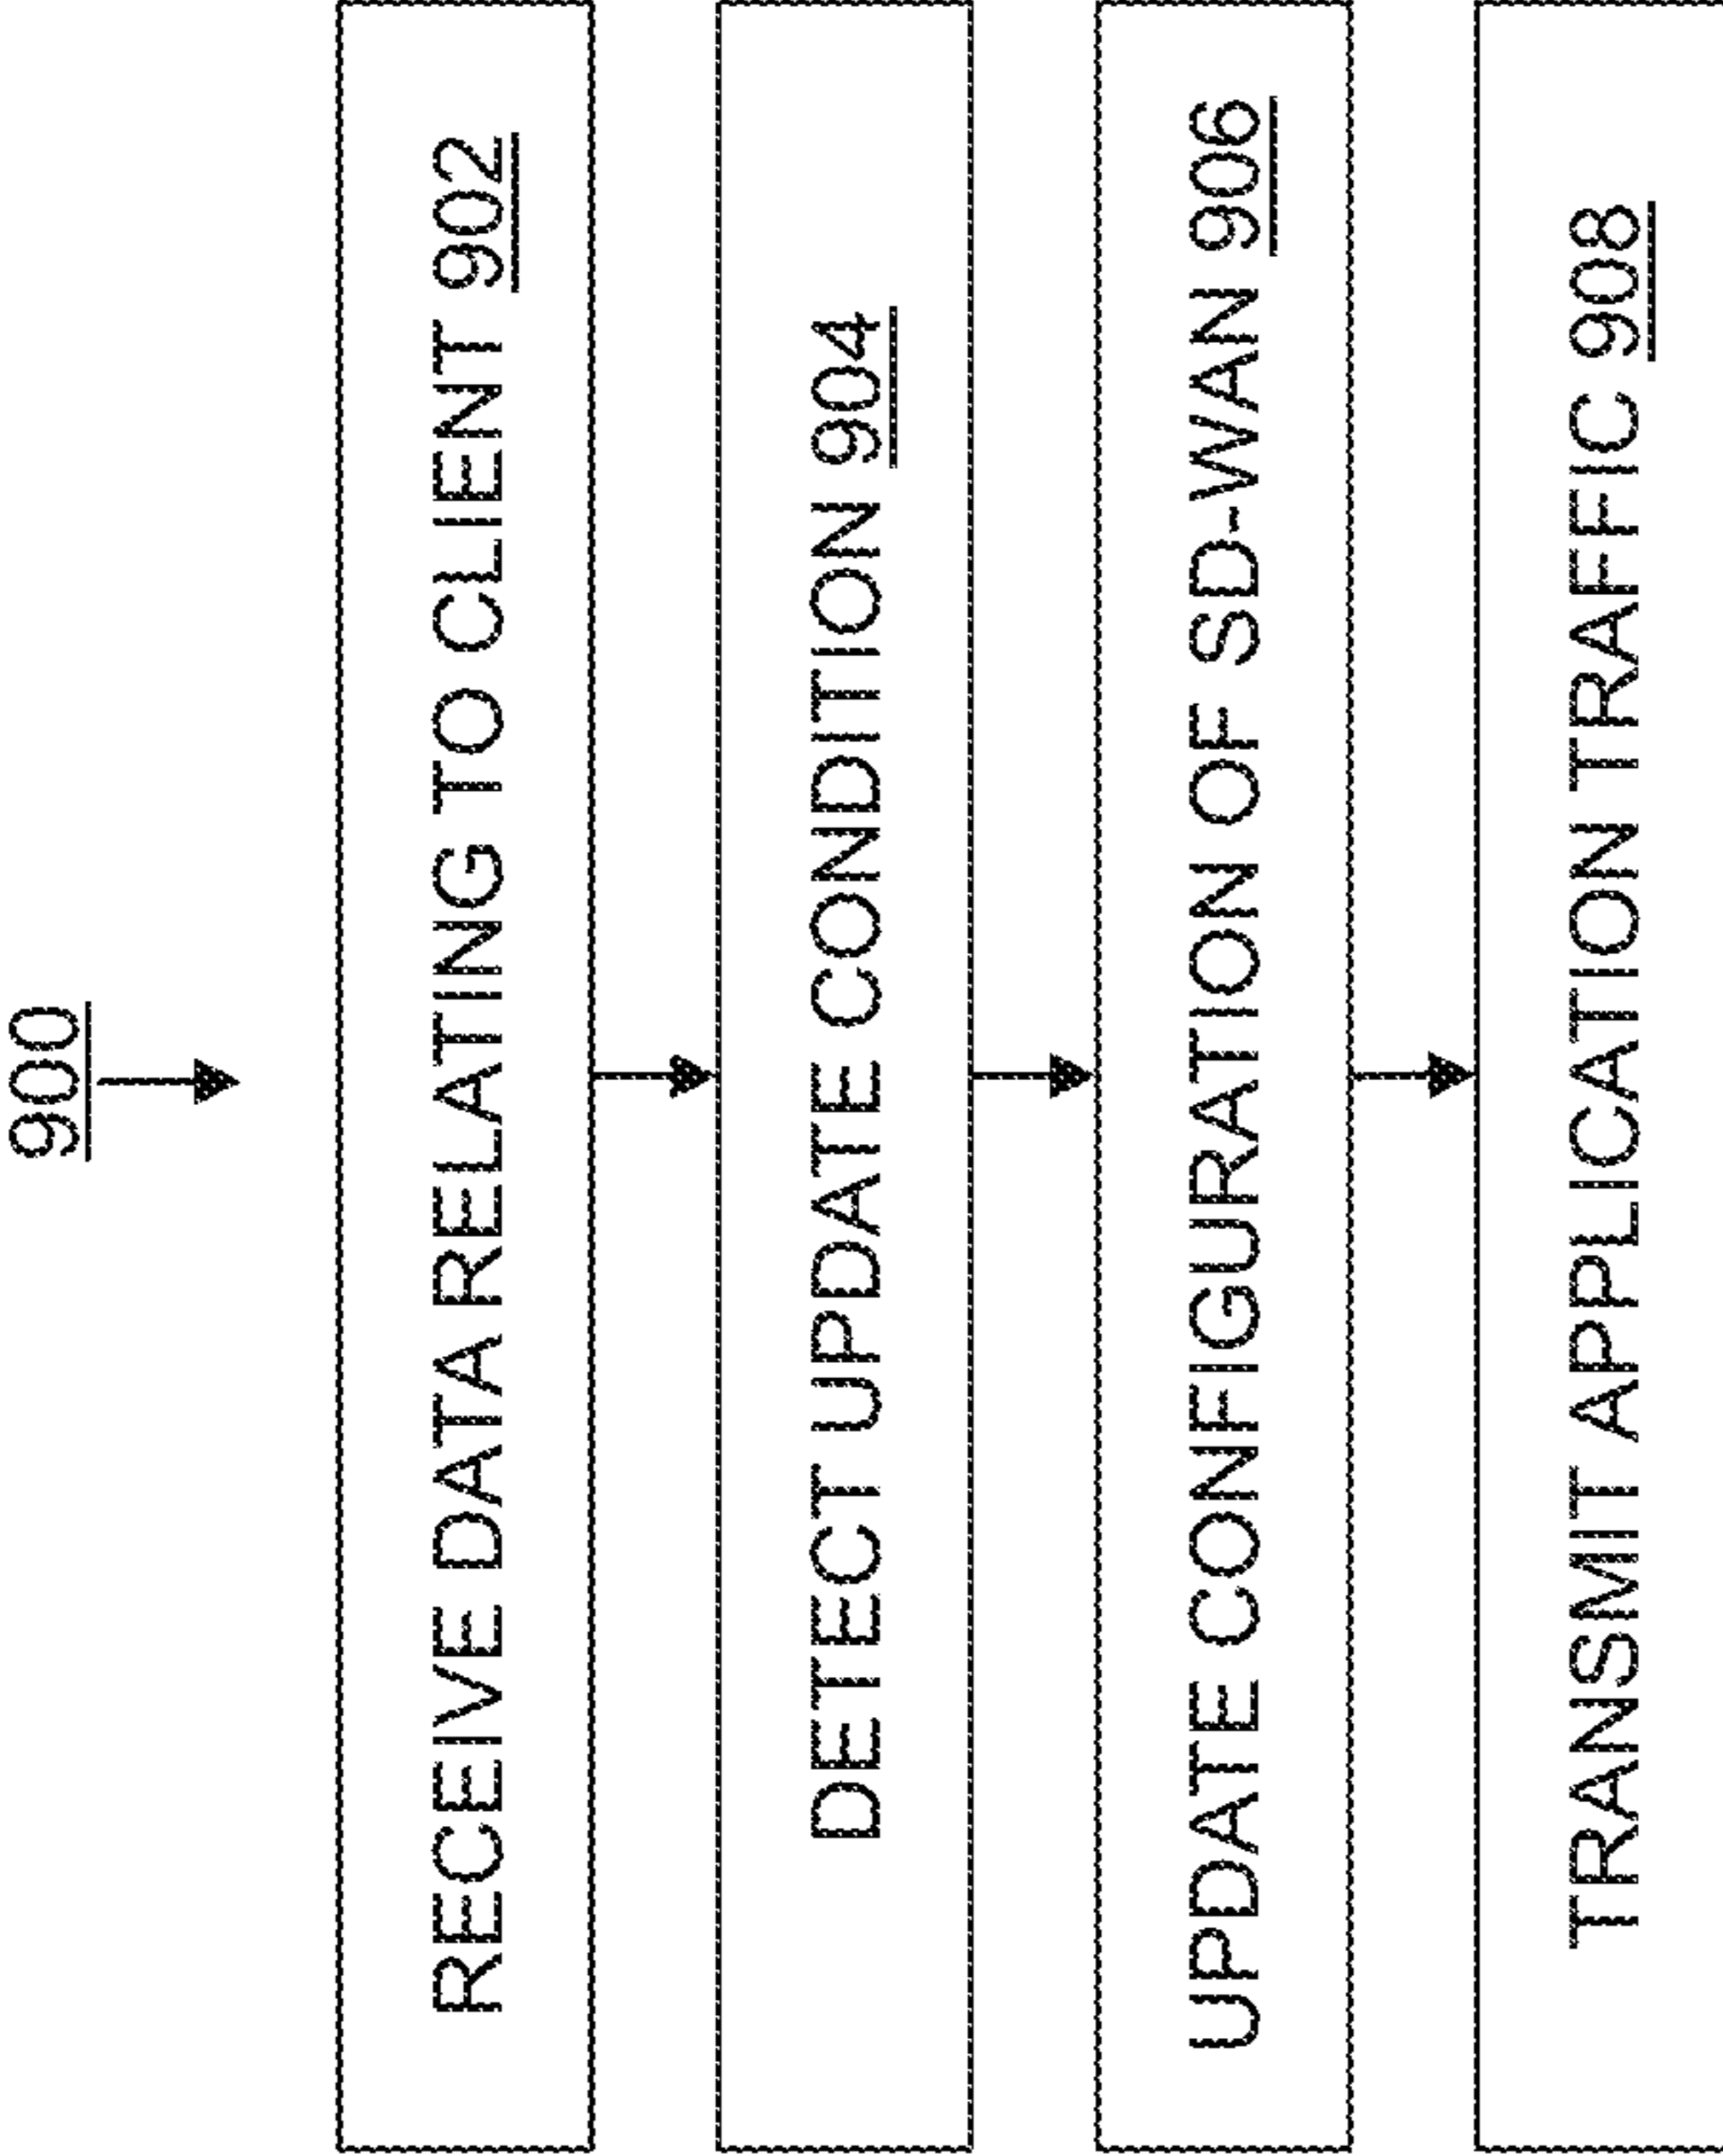 900
RECEIVE DATA RELATING TO CLIENT 902
DETECT UPDATE CONDITION 904
UPDATE CONFIGURATION OF SD-WAN 906
TRANSMIT APPLICATION TRAFFIC 908